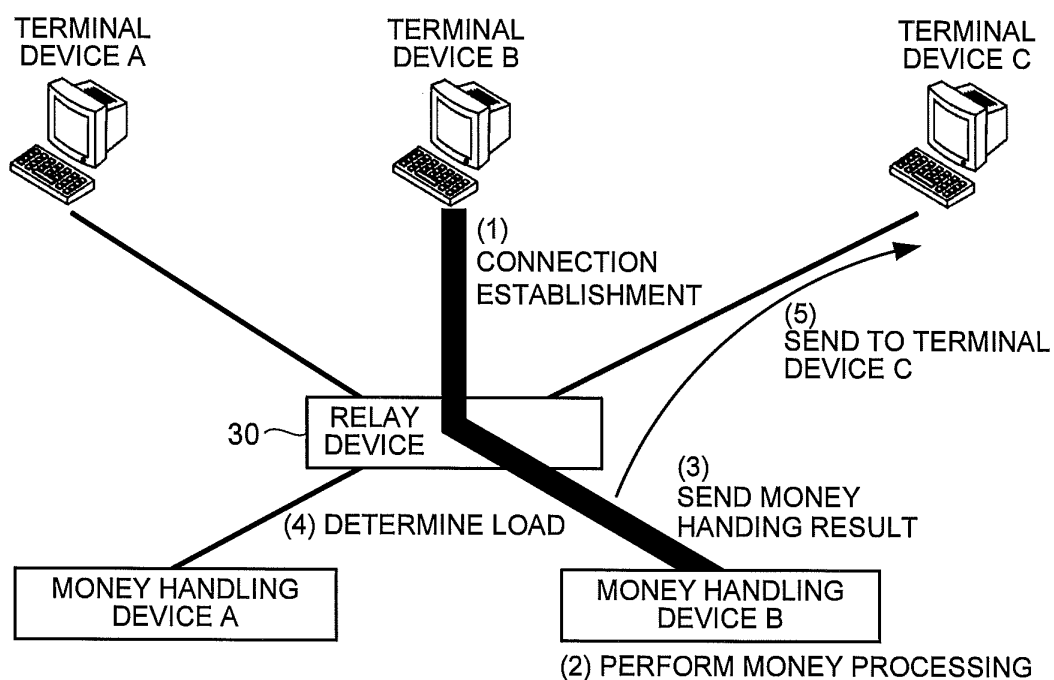 TERMINAL
DEVICE A
TERMINAL
DEVICE B
TERMINAL
DEVICE C
(1)
CONNECTION
ESTABLISHMENT
(5)
SEND TO TERMINAL
DEVICE C
30
RELAY
DEVICE
(3)
SEND MONEY
HANDING RESULT
(4) DETERMINE LOAD
MONEY HANDLING
DEVICE A
MONEY HANDLING
DEVICE B
(2) PERFORM MONEY PROCESSING